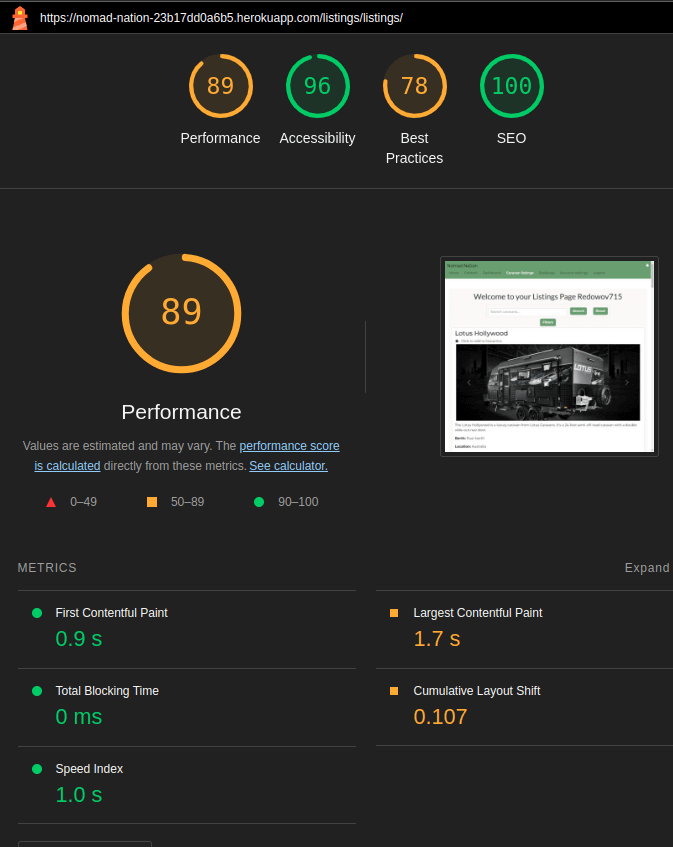 https://nomad-nation-23b17dd0a6b5.herokuapp.com/listings/listings/
89
96
78
100
Performance
Accessibility
Best
Practices
SEO
89
Performance
Values are estimated and may vary. The performance score
is calculated directly from these metrics. See calculator.
0–49
50–89
90–100
Nomad Nation
Welcome to your Listings Page Redowov715
Lotus Hollywood
LOTUS
METRICS
Expand
First Contentful Paint
0.9 s
Largest Contentful Paint
1.7 s
Total Blocking Time
0 ms
Cumulative Layout Shift
0.107
Speed Index
1.0 s